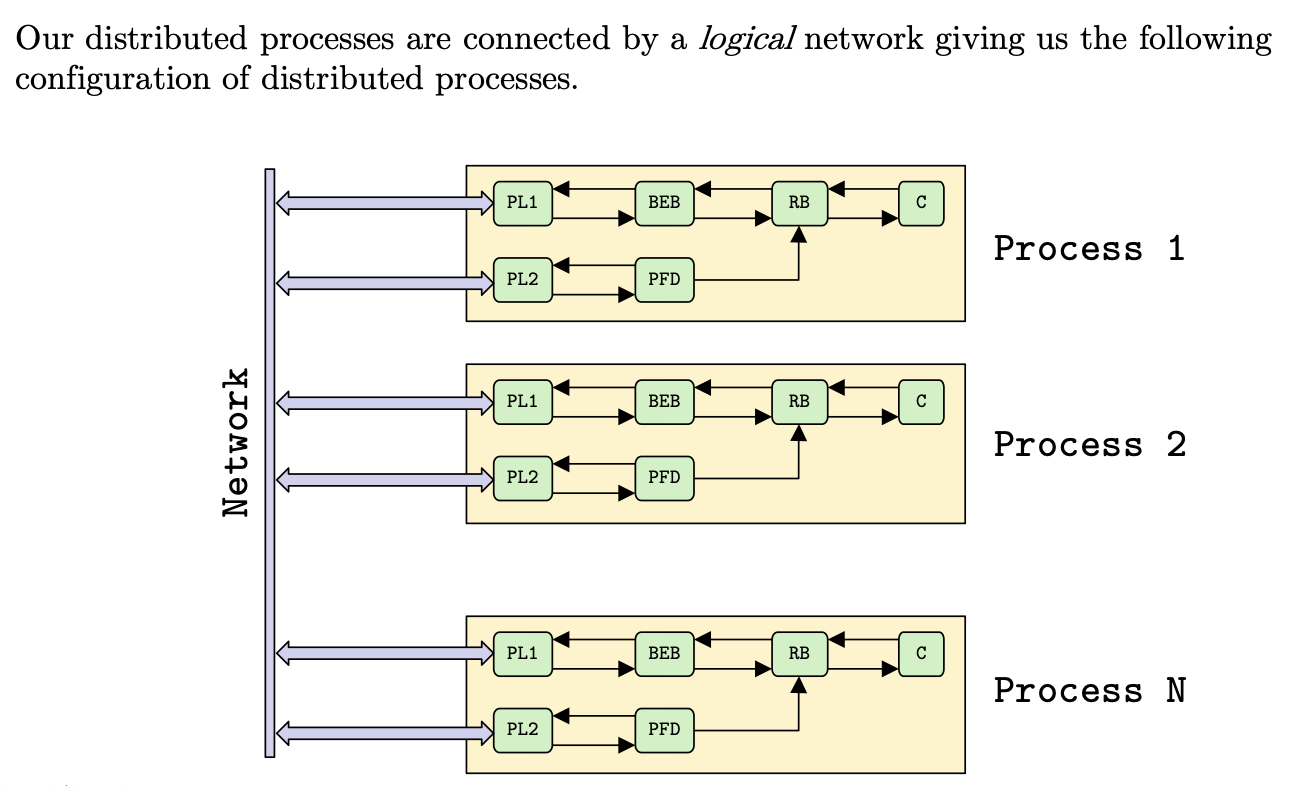 Our distributed processes are connected by a logical network giving us the following
configuration of distributed processes.
Network
PL1 BEB RB C
PL2 PFD
Process 1
PL1 BEB RB C
PL2 PFD
Process 2
PL1 BEB RB C
PL2 PFD
Process N